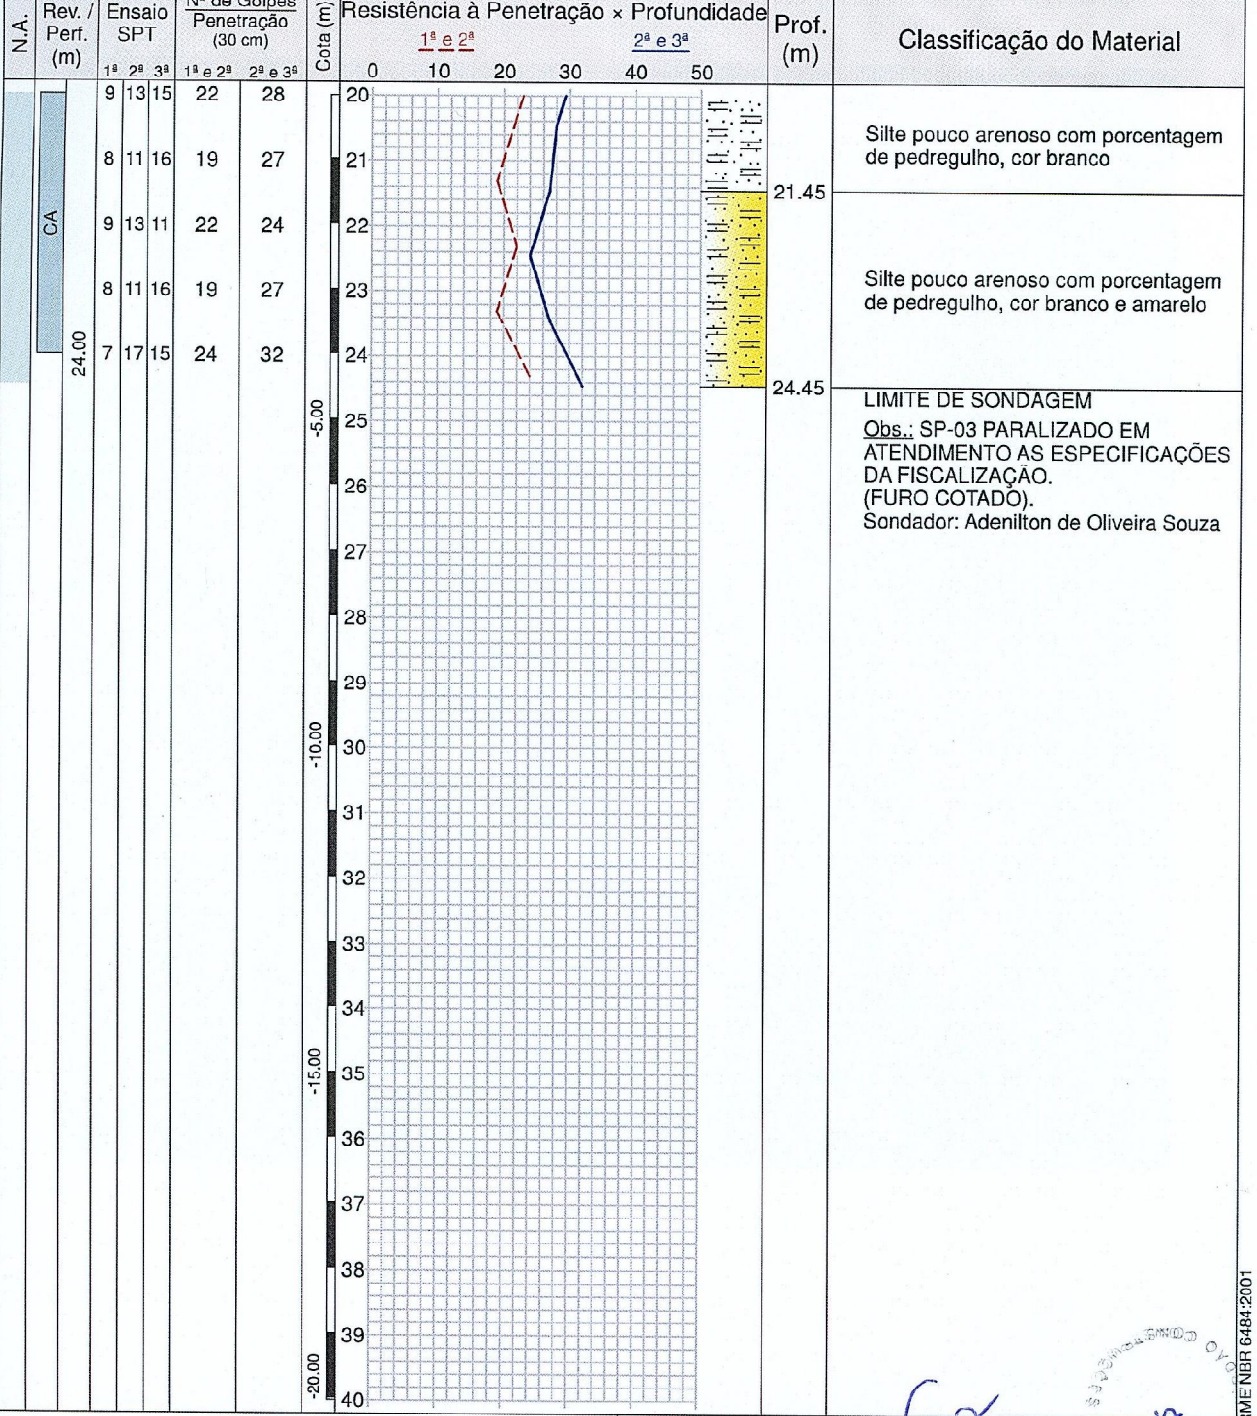 N.A.
Rev. /
Perf.
(m)
Ensaio
SPT
1ª 2ª 3ª
Nº de Golpes
Penetração
(30 cm)
1ª e 2ª 2ª e 3ª
Cota (m)
Resistência à Penetração × Profundidade
1ª e 2ª 2ª e 3ª
0 10 20 30 40 50
Prof.
(m)
Classificação do Material
9 13 15 22 28 20
8 11 16 19 27 21
9 13 11 22 24 22
8 11 16 19 27 23
7 17 15 24 32 24
CA
24.00
Silte pouco arenoso com porcentagem
de pedregulho, cor branco
21.45
Silte pouco arenoso com porcentagem
de pedregulho, cor branco e amarelo
24.45
LIMITE DE SONDAGEM
Obs.: SP-03 PARALIZADO EM
ATENDIMENTO AS ESPECIFICAÇÕES
DA FISCALIZAÇÃO.
(FURO COTADO).
Sondador: Adenilton de Oliveira Souza
-5.00 25
26
27
28
29
-10.00 30
31
32
33
34
-15.00 35
36
37
38
39
-20.00 40
NBR 6484:2001